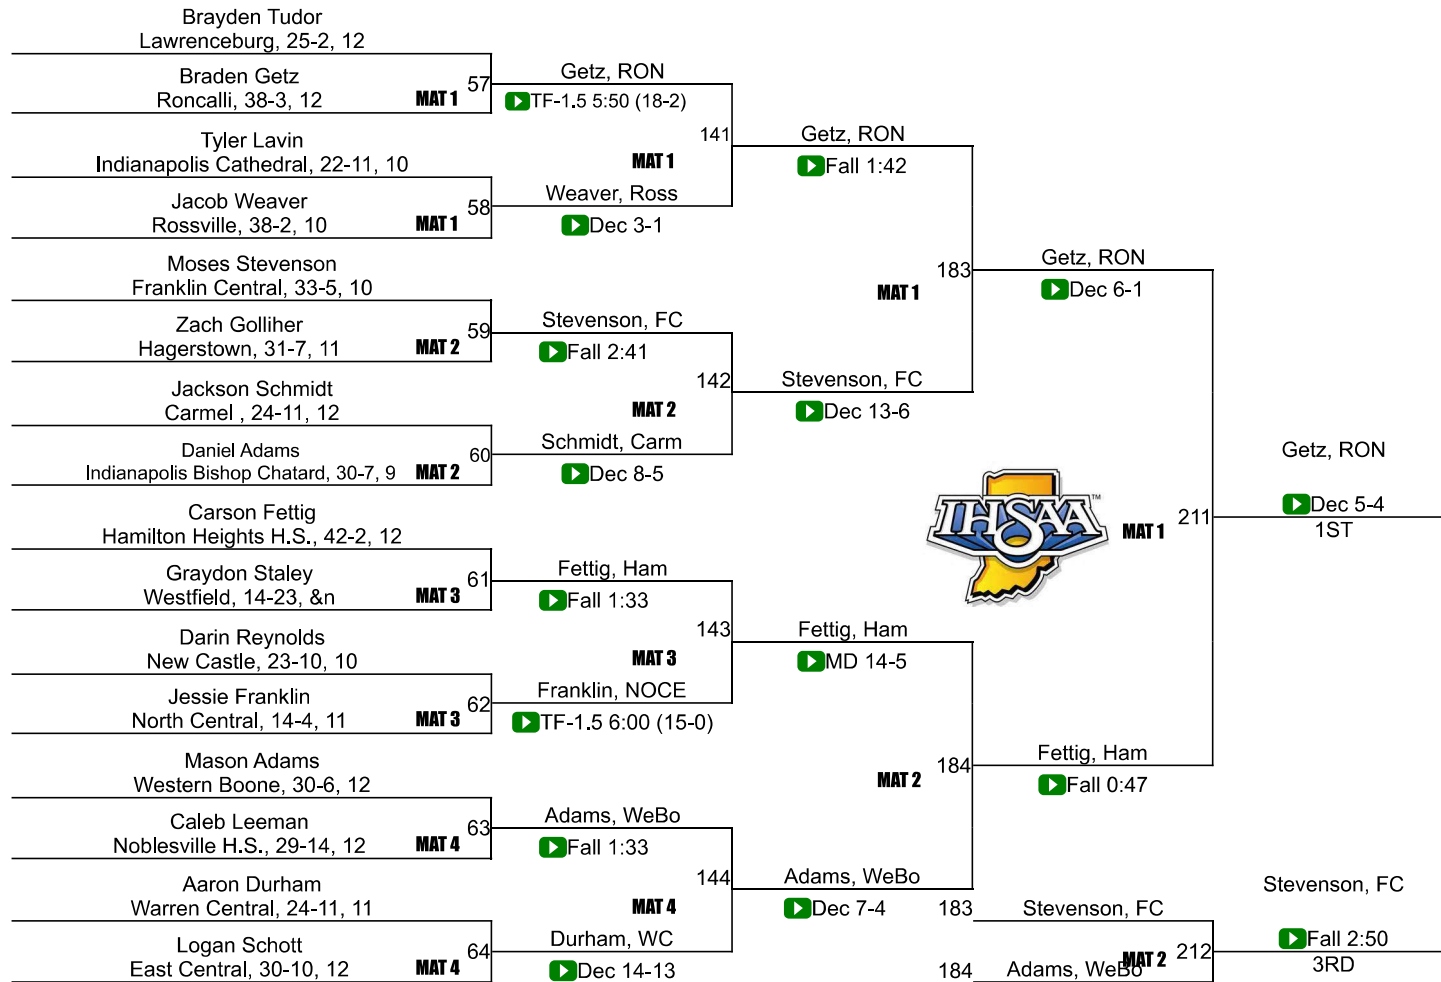 Brayden Tudor
Lawrenceburg, 25-2, 12
Braden Getz
Roncalli, 38-3, 12
MAT 1
57
Getz, RON
TF-1.5 5:50 (18-2)
Tyler Lavin
Indianapolis Cathedral, 22-11, 10
Jacob Weaver
Rossville, 38-2, 10
MAT 1
58
Weaver, Ross
Dec 3-1
141
MAT 1
Getz, RON
Fall 1:42
Moses Stevenson
Franklin Central, 33-5, 10
Zach Golliher
Hagerstown, 31-7, 11
MAT 2
59
Stevenson, FC
Fall 2:41
Jackson Schmidt
Carmel , 24-11, 12
Daniel Adams
Indianapolis Bishop Chatard, 30-7, 9
MAT 2
60
Schmidt, Carm
Dec 8-5
142
MAT 2
Stevenson, FC
Dec 13-6
183
MAT 1
Getz, RON
Dec 6-1
Carson Fettig
Hamilton Heights H.S., 42-2, 12
Graydon Staley
Westfield, 14-23, &n
MAT 3
61
Fettig, Ham
Fall 1:33
Darin Reynolds
New Castle, 23-10, 10
Jessie Franklin
North Central, 14-4, 11
MAT 3
62
Franklin, NOCE
TF-1.5 6:00 (15-0)
143
MAT 3
Fettig, Ham
MD 14-5
Mason Adams
Western Boone, 30-6, 12
Caleb Leeman
Noblesville H.S., 29-14, 12
MAT 4
63
Adams, WeBo
Fall 1:33
Aaron Durham
Warren Central, 24-11, 11
Logan Schott
East Central, 30-10, 12
MAT 4
64
Durham, WC
Dec 14-13
144
MAT 4
Adams, WeBo
Dec 7-4
184
MAT 2
Fettig, Ham
Fall 0:47
IHSAA™
MAT 1
211
Getz, RON
Dec 5-4
1ST
183
Stevenson, FC
184
Adams, WeBo
MAT 2
212
Stevenson, FC
Fall 2:50
3RD